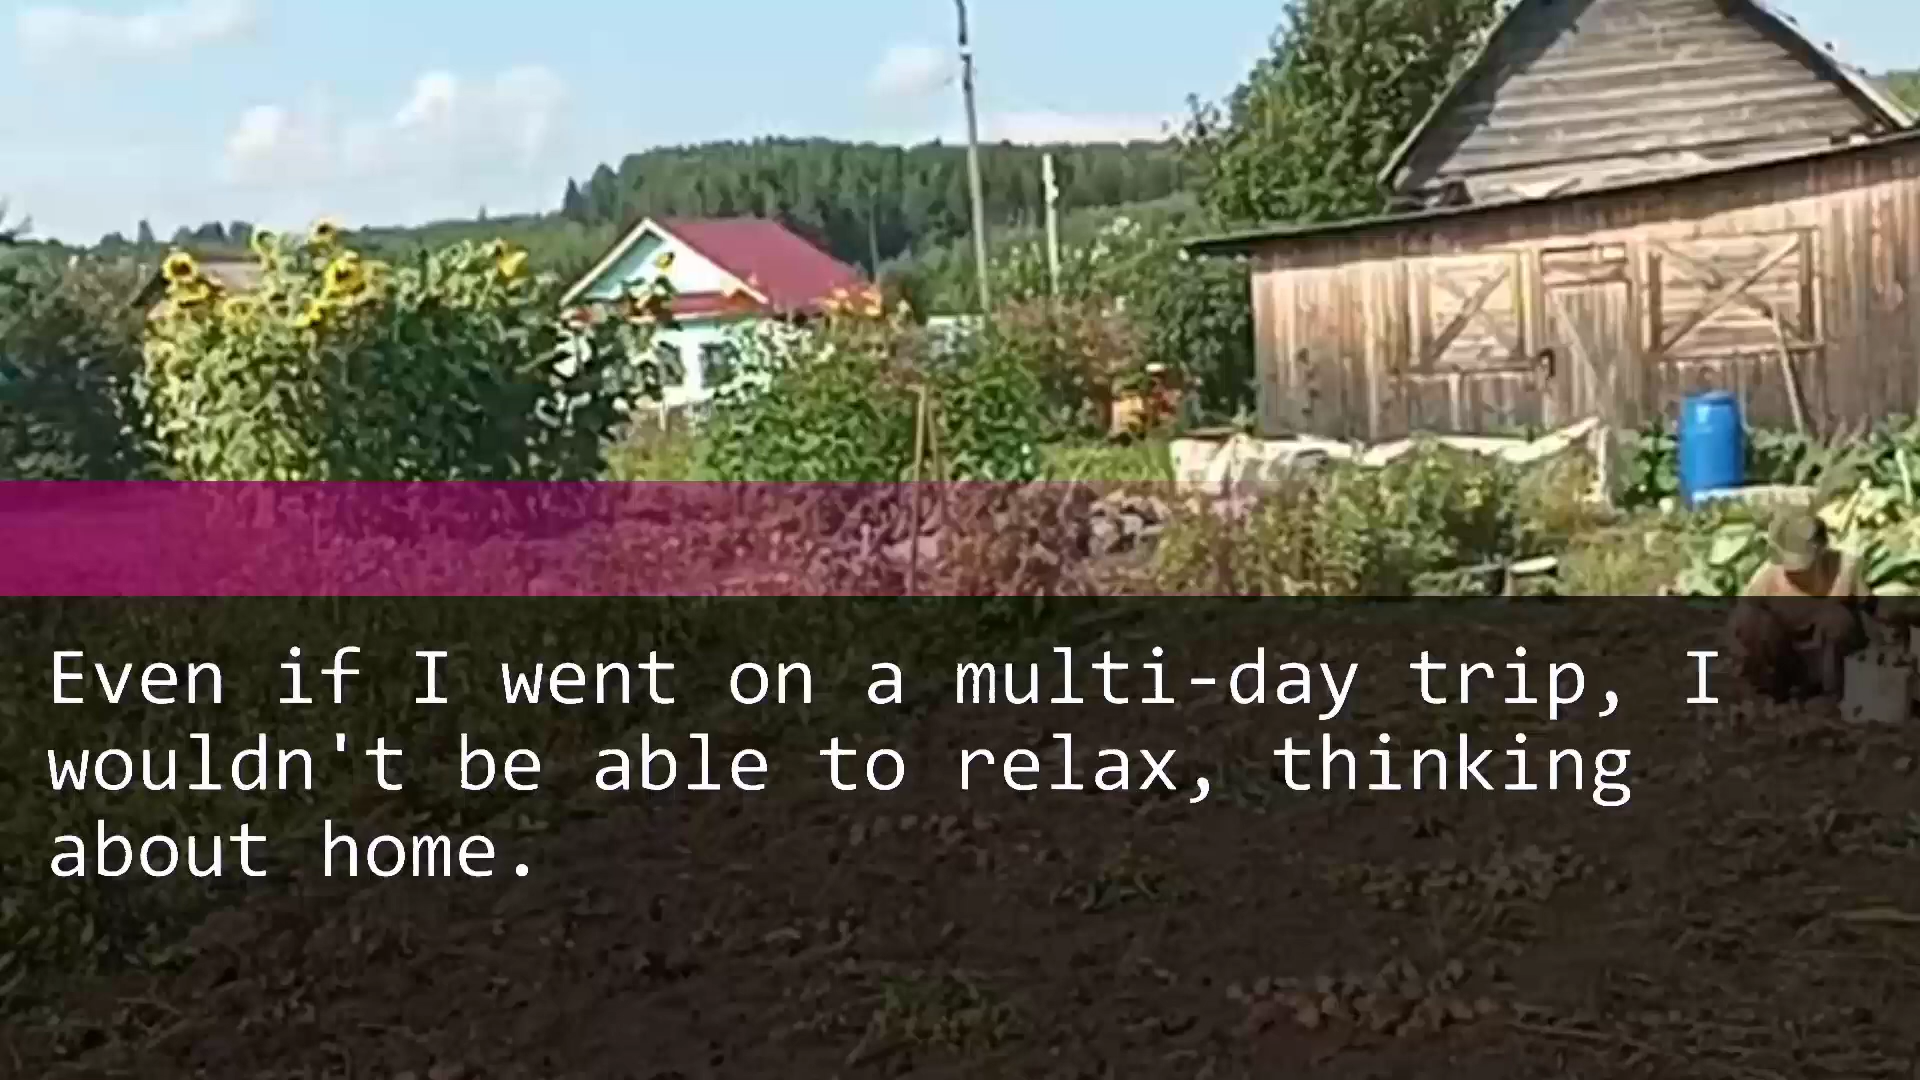 Even if I went on a multi-day trip, I
wouldn't be able to relax, thinking
about home.